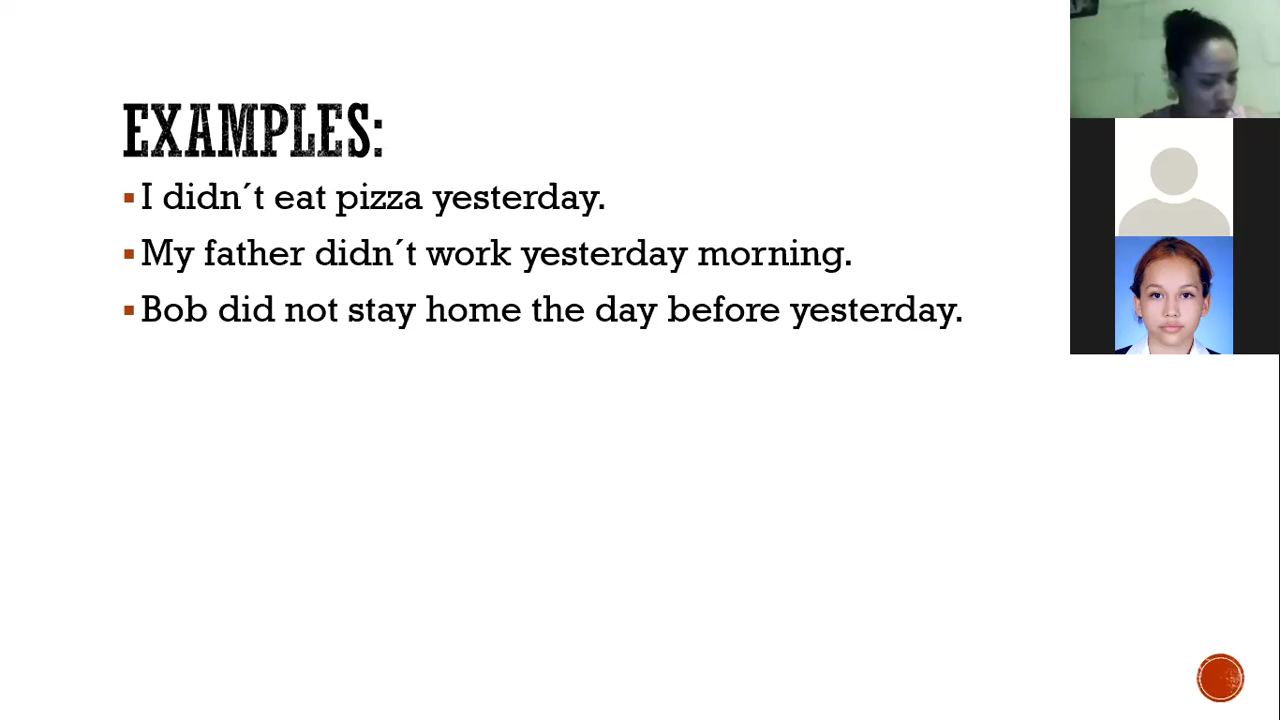 EXAMPLES:
I didn´t eat pizza yesterday.
My father didn´t work yesterday morning.
Bob did not stay home the day before yesterday.